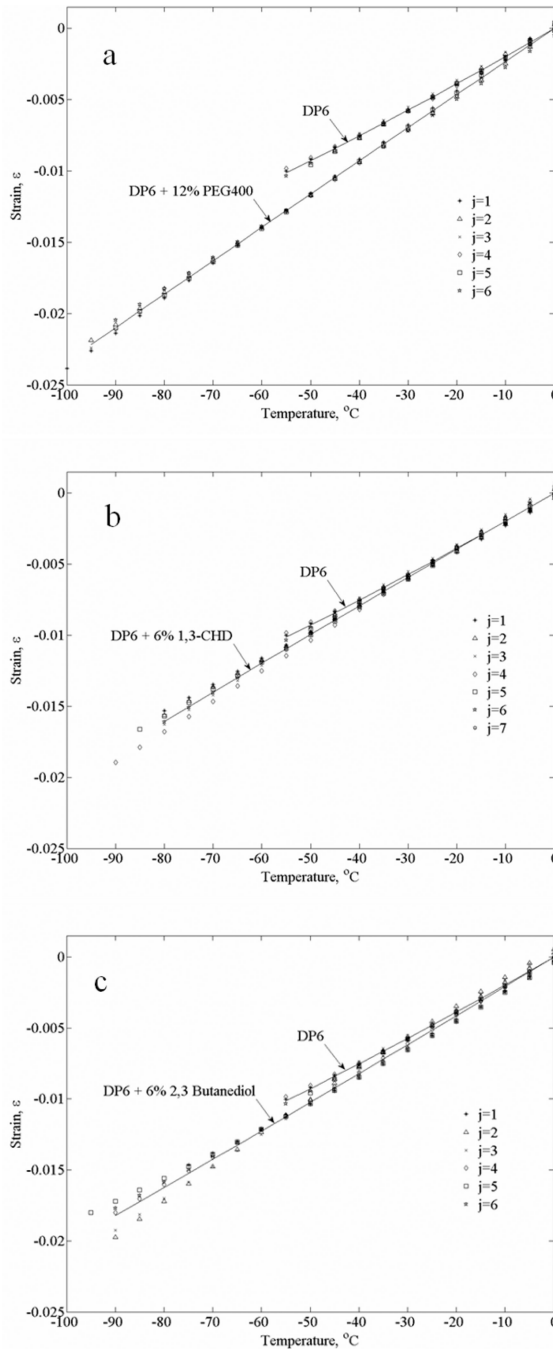 a
0
-0.005
-0.01
-0.015
-0.02
-0.025
Strain, ε
DP6
DP6 + 12% PEG400
j=1
j=2
j=3
j=4
j=5
j=6
-100 -90 -80 -70 -60 -50 -40 -30 -20 -10 0
Temperature, °C
b
0
-0.005
-0.01
-0.015
-0.02
-0.025
Strain, ε
DP6
DP6 + 6% 1,3-CHD
j=1
j=2
j=3
j=4
j=5
j=6
j=7
-100 -90 -80 -70 -60 -50 -40 -30 -20 -10 0
Temperature, °C
c
0
-0.005
-0.01
-0.015
-0.02
-0.025
Strain, ε
DP6
DP6 + 6% 2,3 Butanediol
j=1
j=2
j=3
j=4
j=5
j=6
-100 -90 -80 -70 -60 -50 -40 -30 -20 -10 0
Temperature, °C